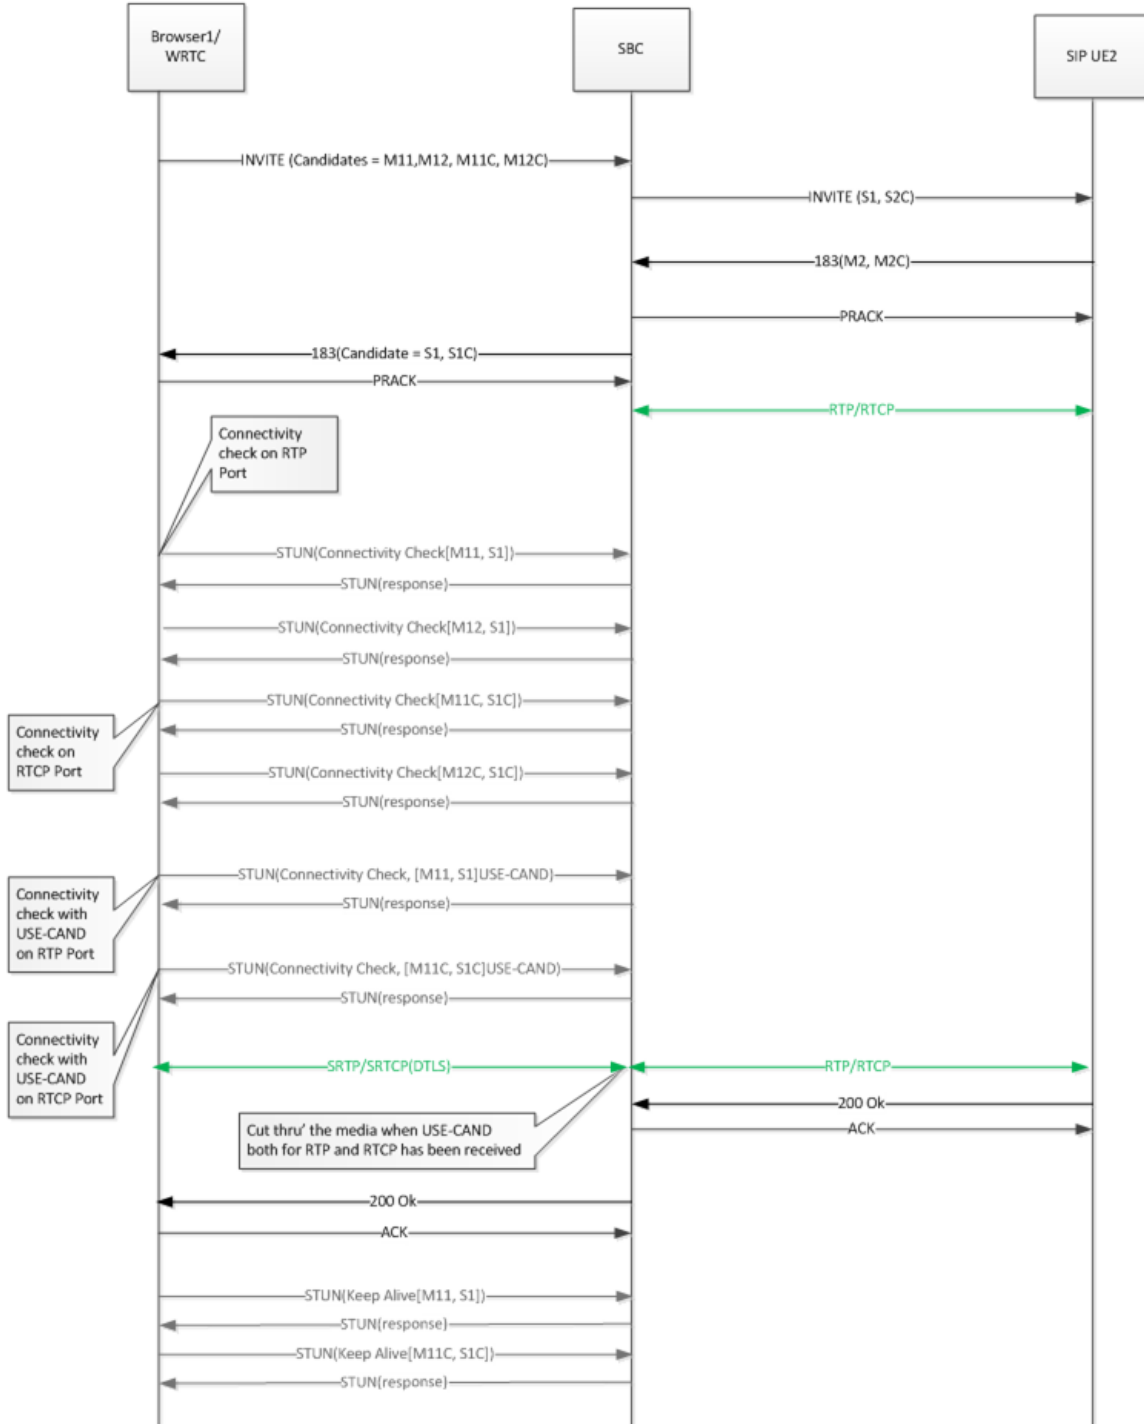 Browser1/
WRTC
SBC
SIP UE2
INVITE (Candidates = M11,M12, M11C, M12C)
INVITE (S1, S2C)
183(M2, M2C)
PRACK
183(Candidate = S1, S1C)
PRACK
RTP/RTCP
Connectivity
check on RTP
Port
STUN(Connectivity Check[M11, S1])
STUN(response)
STUN(Connectivity Check[M12, S1])
STUN(response)
STUN(Connectivity Check[M11C, S1C])
Connectivity
check on
RTCP Port
STUN(response)
STUN(Connectivity Check[M12C, S1C])
STUN(response)
STUN(Connectivity Check, [M11, S1]USE-CAND)
Connectivity
check with
USE-CAND
on RTP Port
STUN(response)
STUN(Connectivity Check, [M11C, S1C]USE-CAND)
STUN(response)
Connectivity
check with
USE-CAND
on RTCP Port
SRTP/SRTCP(DTLS)
RTP/RTCP
200 Ok
Cut thru' the media when USE-CAND
both for RTP and RTCP has been received
ACK
200 Ok
ACK
STUN(Keep Alive[M11, S1])
STUN(response)
STUN(Keep Alive[M11C, S1C])
STUN(response)